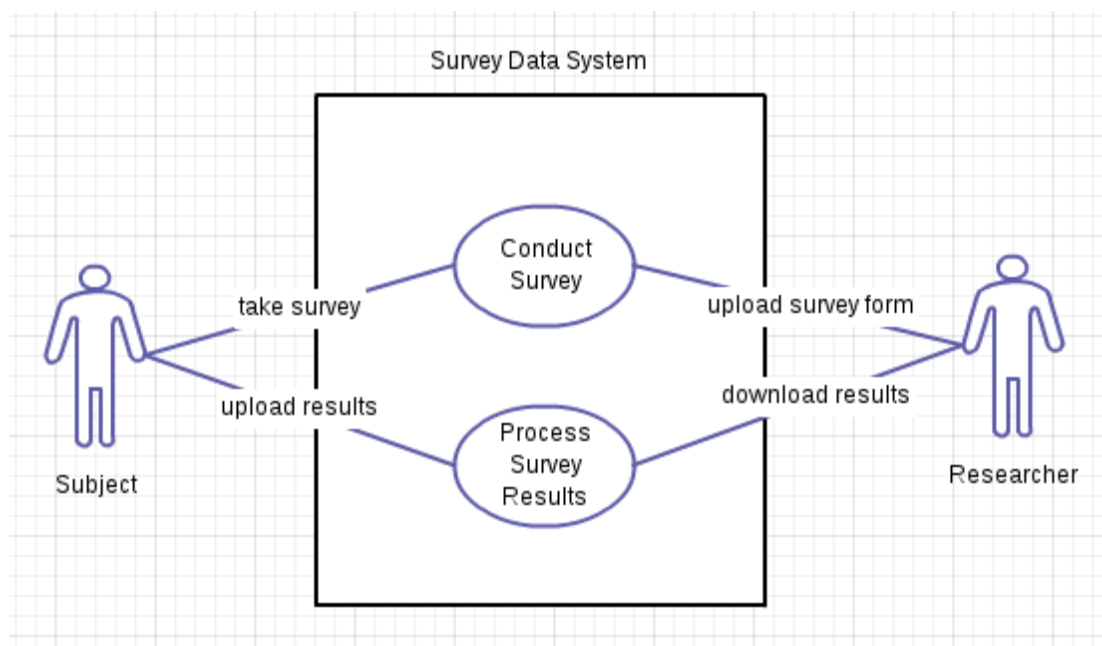 Survey Data System
Conduct
Survey
take survey
upload survey form
upload results
download results
Process
Survey
Results
Subject
Researcher